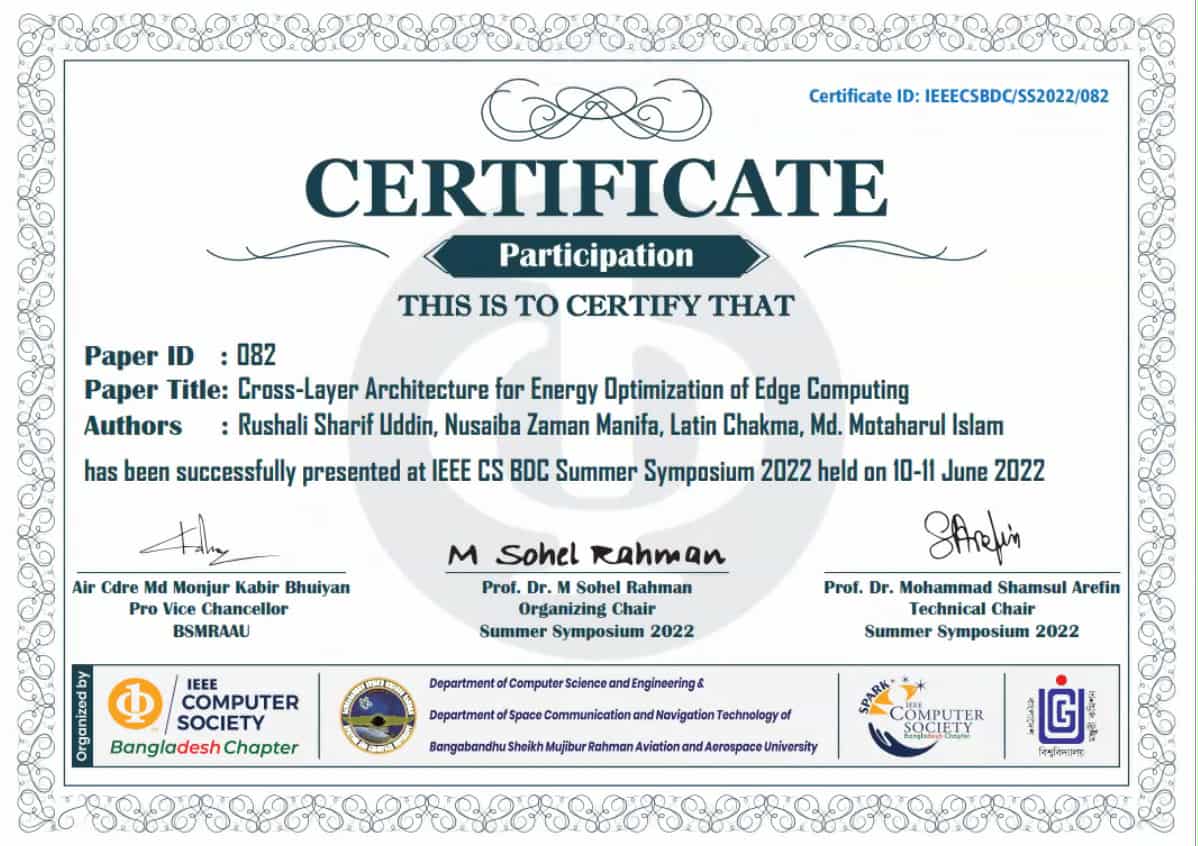 Certificate ID: IEEECSBDC/SS2022/082
CERTIFICATE
Participation
THIS IS TO CERTIFY THAT
Paper ID : 082
Paper Title: Cross-Layer Architecture for Energy Optimization of Edge Computing
Authors : Rushali Sharif Uddin, Nusaiba Zaman Manifa, Latin Chakma, Md. Motaharul Islam
has been successfully presented at IEEE CS BDC Summer Symposium 2022 held on 10-11 June 2022
M Sohel Rahman
SArefin
Air Cdre Md Monjur Kabir Bhuiyan
Pro Vice Chancellor
BSMRAAU
Prof. Dr. M Sohel Rahman
Organizing Chair
Summer Symposium 2022
Prof. Dr. Mohammad Shamsul Arefin
Technical Chair
Summer Symposium 2022
Organized by
IEEE
COMPUTER
SOCIETY
Bangladesh Chapter
Department of Computer Science and Engineering &
Department of Space Communication and Navigation Technology of
Bangabandhu Sheikh Mujibur Rahman Aviation and Aerospace University
SPARK
IEEE
COMPUTER
SOCIETY
Bangladesh Chapter
বিশ্ববিদ্যালয়